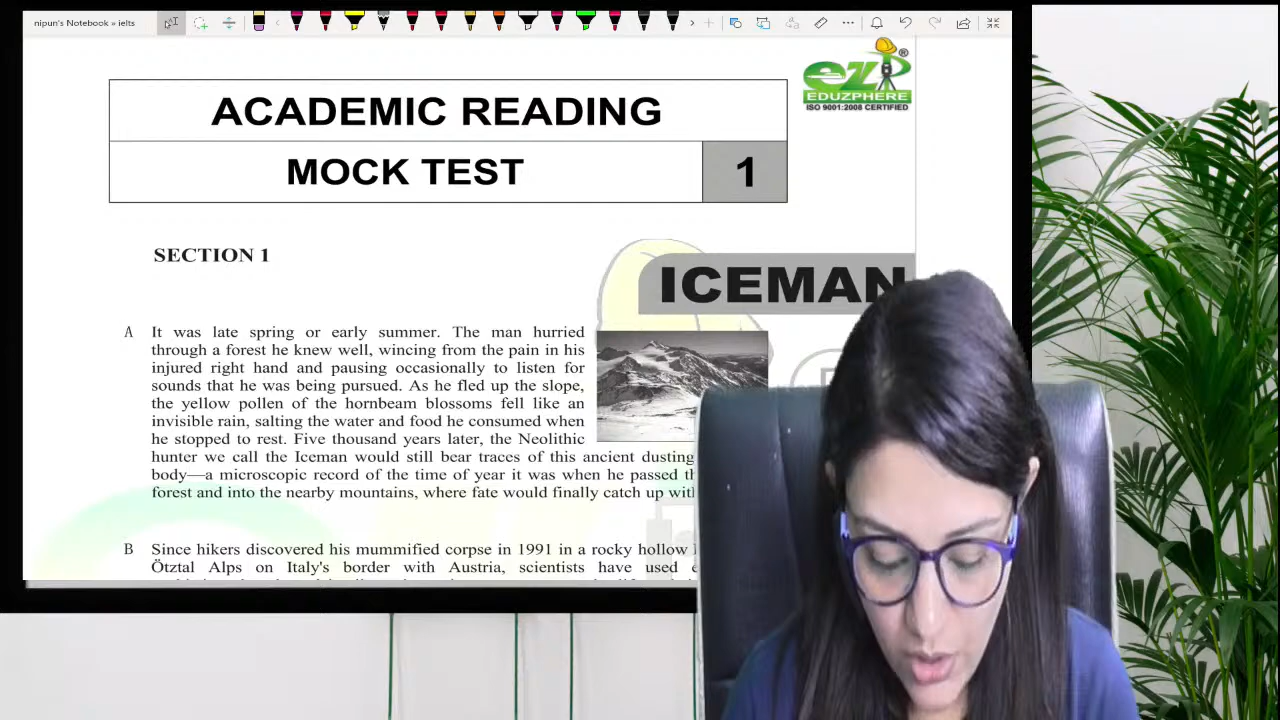 nipun's Notebook » ielts
ezp
EDUZPHERE
ISO 9001:2008 CERTIFIED
ACADEMIC READING
MOCK TEST
1
SECTION 1
ICEMAN
A It was late spring or early summer. The man hurried
through a forest he knew well, wincing from the pain in his
injured right hand and pausing occasionally to listen for
sounds that he was being pursued. As he fled up the slope,
the yellow pollen of the hornbeam blossoms fell like an
invisible rain, salting the water and food he consumed when
he stopped to rest. Five thousand years later, the Neolithic
hunter we call the Iceman would still bear traces of this ancient dusting
body—a microscopic record of the time of year it was when he passed
forest and into the nearby mountains, where fate would finally catch up
B Since hikers discovered his mummified corpse in 1991 in a rocky hollow
Ötztal Alps on Italy's border with Austria, scientists have used